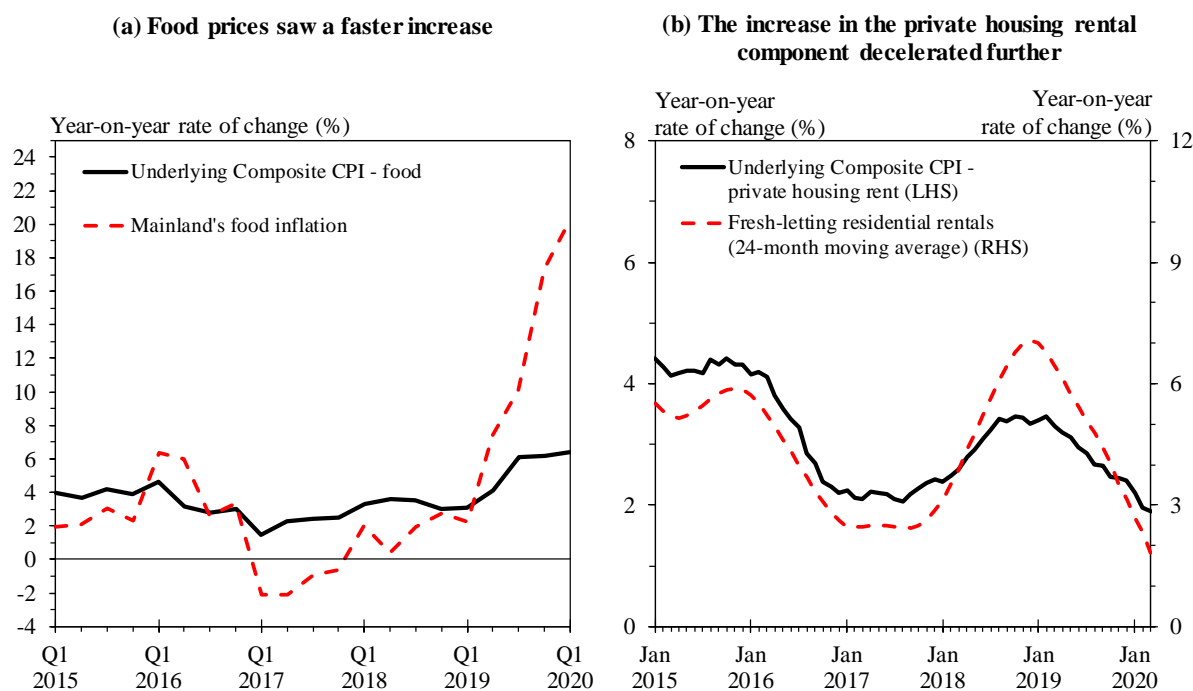 (a) Food prices saw a faster increase
Year-on-year rate of change (%)
24
22
20
18
16
14
12
10
8
6
4
2
0
-2
-4
Underlying Composite CPI - food
Mainland's food inflation
Q1 Q1 Q1 Q1 Q1 Q1
2015 2016 2017 2018 2019 2020
(b) The increase in the private housing rental
component decelerated further
Year-on-year
rate of change (%)
Year-on-year
rate of change (%)
8
6
4
2
0
Underlying Composite CPI -
private housing rent (LHS)
Fresh-letting residential rentals
(24-month moving average) (RHS)
12
9
6
3
0
Jan Jan Jan Jan Jan Jan
2015 2016 2017 2018 2019 2020